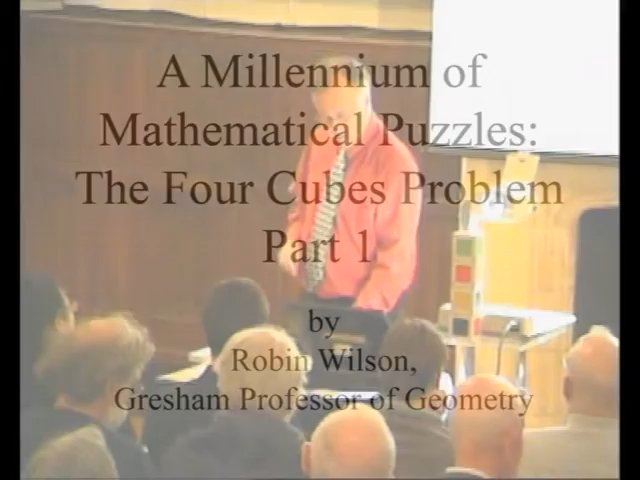 A Millennium of
Mathematical Puzzles:
The Four Cubes Problem
Part 1
by
Robin Wilson,
Gresham Professor of Geometry